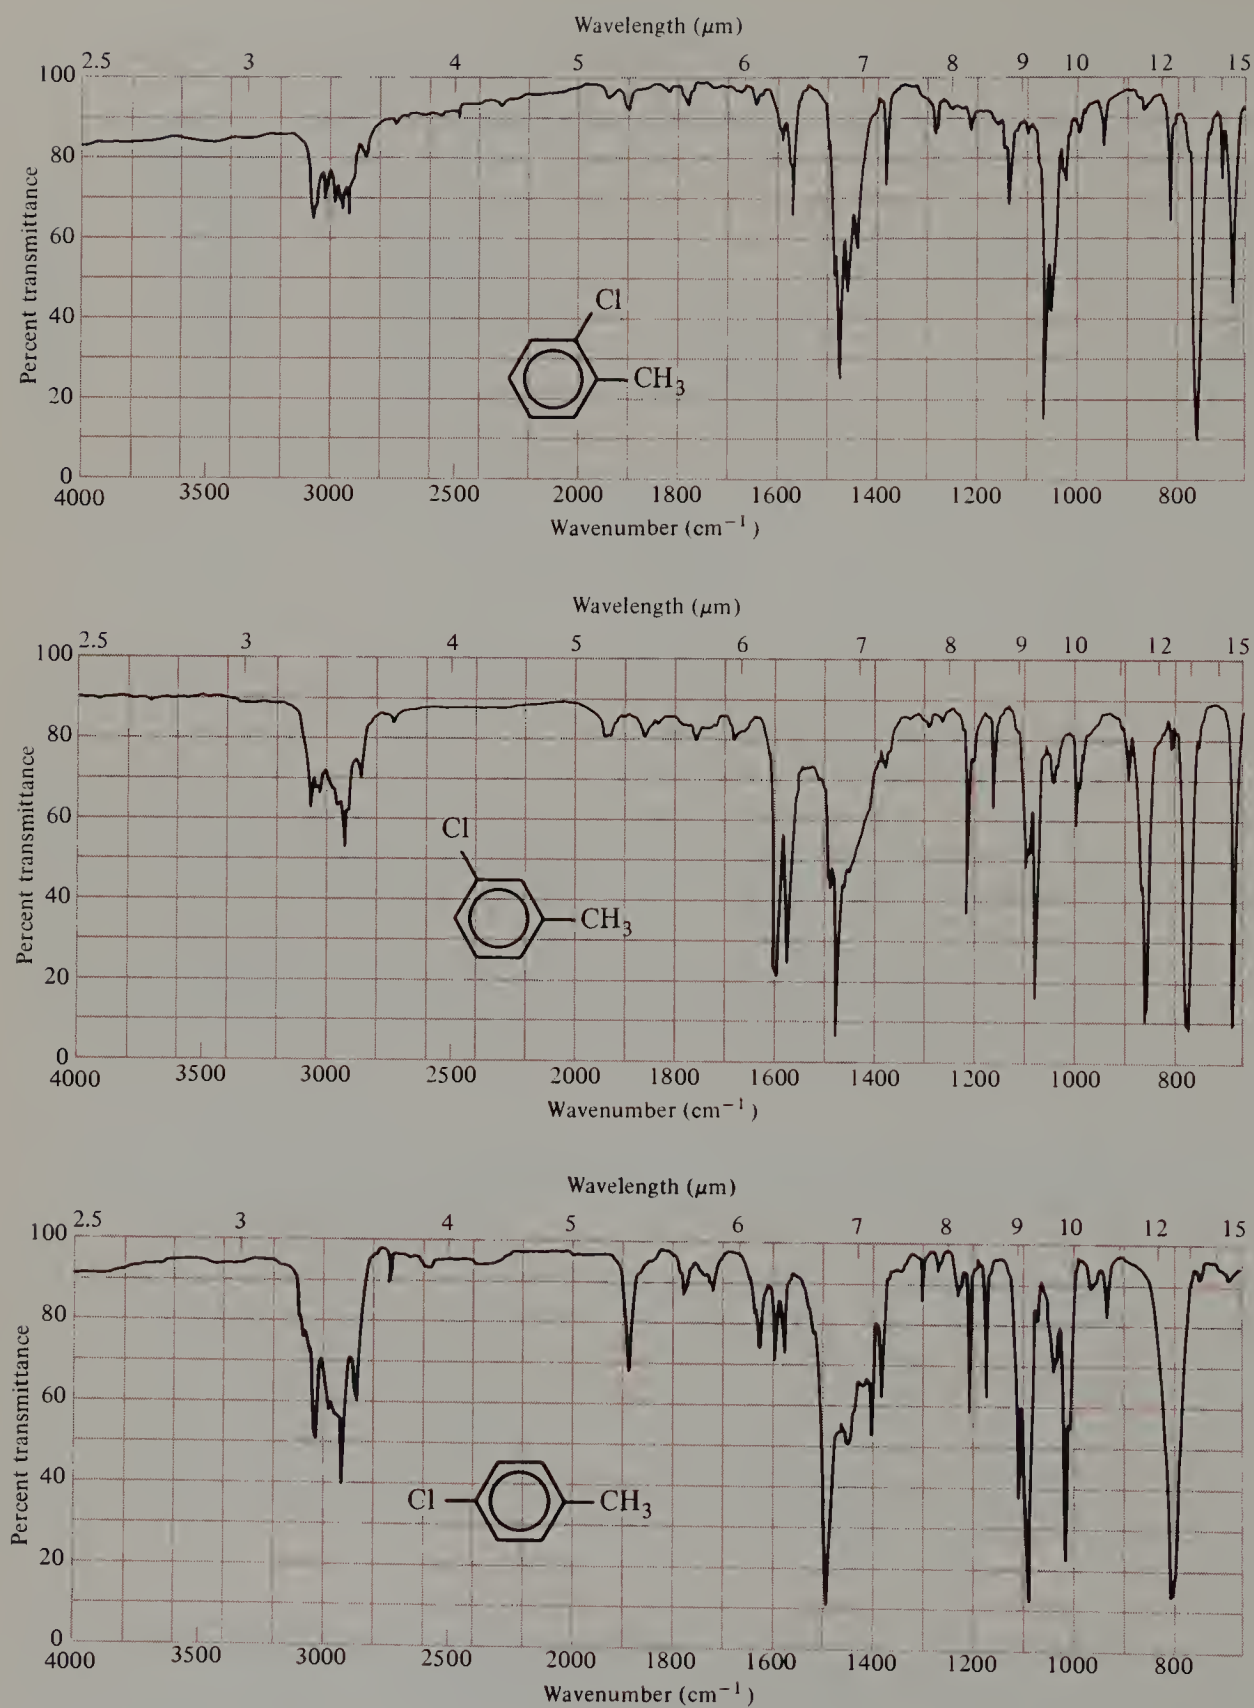 Wavelength (μm)
2.5 3 4 5 6 7 8 9 10 12 15
100
80
60
40
20
0
Percent transmittance
Cl
CH₃
4000 3500 3000 2500 2000 1800 1600 1400 1200 1000 800
Wavenumber (cm⁻¹)
Wavelength (μm)
2.5 3 4 5 6 7 8 9 10 12 15
100
80
60
40
20
0
Percent transmittance
Cl
CH₃
4000 3500 3000 2500 2000 1800 1600 1400 1200 1000 800
Wavenumber (cm⁻¹)
Wavelength (μm)
2.5 3 4 5 6 7 8 9 10 12 15
100
80
60
40
20
0
Percent transmittance
Cl CH₃
4000 3500 3000 2500 2000 1800 1600 1400 1200 1000 800
Wavenumber (cm⁻¹)